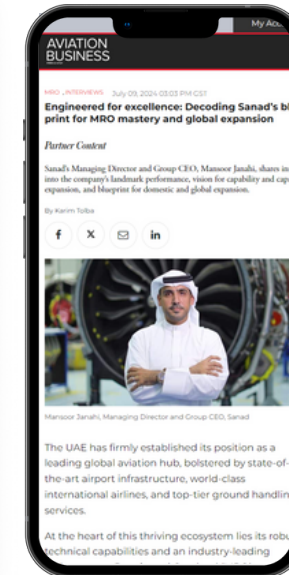 My Acc
AVIATION
BUSINESS
MRO , INTERVIEWS July 09, 2024 03:03 PM GST
Engineered for excellence: Decoding Sanad's bl
print for MRO mastery and global expansion
Partner Content
Sanad's Managing Director and Group CEO, Mansoor Janahi, shares in
into the company's landmark performance, vision for capability and cap
expansion, and blueprint for domestic and global expansion.
By Karim Tolba
f X in
Mansoor Janahi, Managing Director and Group CEO, Sanad
The UAE has firmly established its position as a
leading global aviation hub, bolstered by state-of-
the-art airport infrastructure, world-class
international airlines, and top-tier ground handlin
services.
At the heart of this thriving ecosystem lies its robu
technical capabilities and an industry-leading